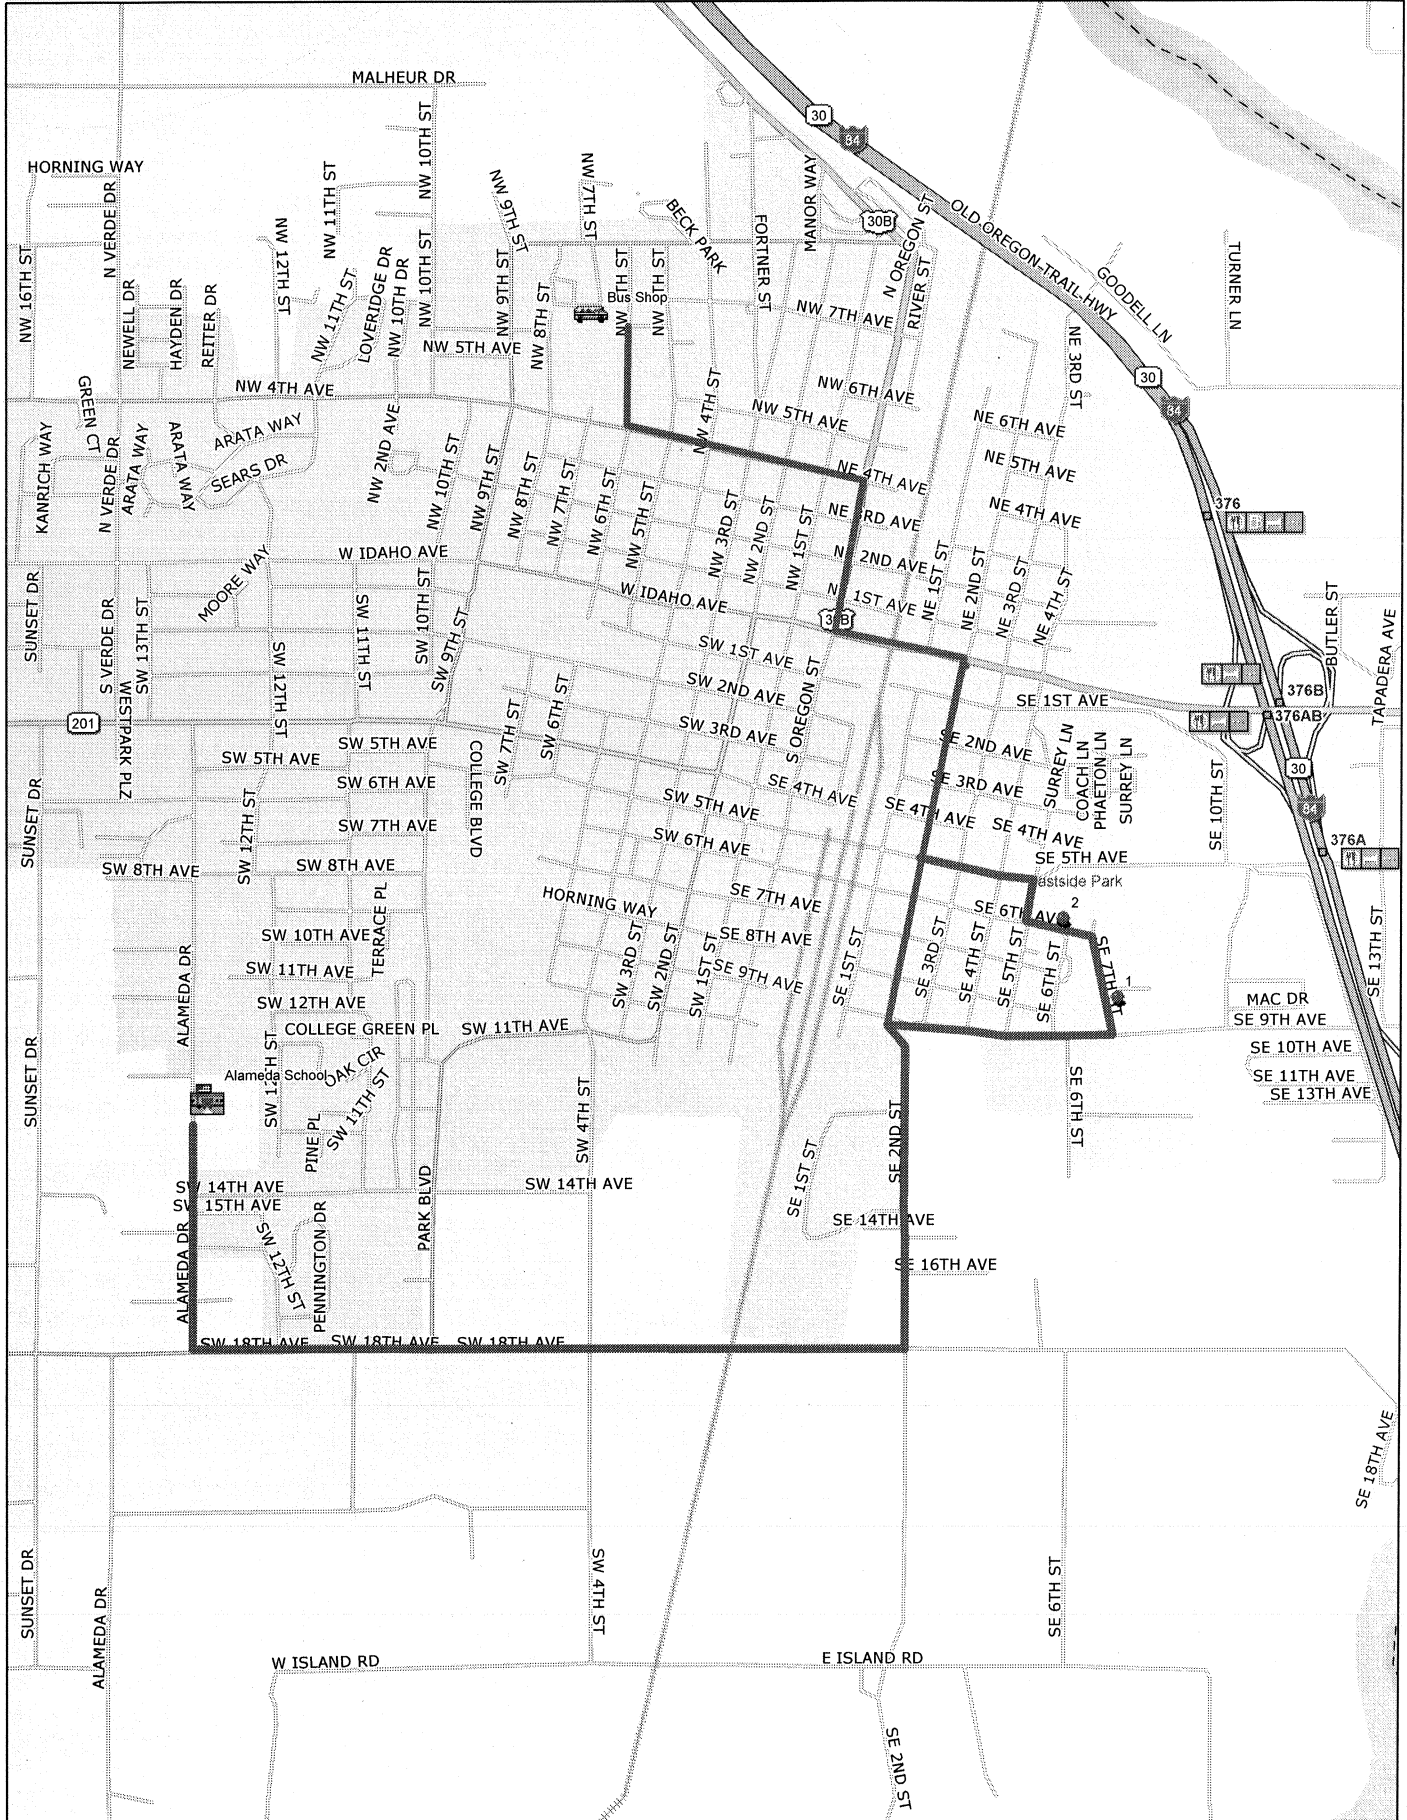 MALHEUR DR
30
84
HORNING WAY
N VERDE DR
NW 11TH ST
NW 10TH ST
NW 9TH ST
NW 7TH ST
BECK PARK
FORTNER ST
MANOR WAY
30B
N OREGON ST
OLD OREGON-TRAIL-HWY
GOODELL LN
TURNER LN
NW 16TH ST
NEWELL DR
HAYDEN DR
REITER DR
NW 12TH ST
NW 11TH ST
LOVERIDGE DR
NW 10TH DR
NW 10TH ST
NW 9TH ST
NW 8TH ST
Bus Shop
NW 7TH AVE
RIVER ST
NE 3RD ST
30
84
NW 5TH AVE
NW 4TH AVE
NW 4TH ST
NW 6TH AVE
NW 5TH AVE
NE 6TH AVE
GREEN CT
KANRICH WAY
N VERDE DR
ARATA WAY
ARATA WAY
ARATA WAY
SEARS DR
NW 2ND AVE
NW 10TH ST
NW 9TH ST
NW 8TH ST
NW 7TH ST
NW 6TH ST
NW 5TH ST
NW 3RD ST
NW 2ND ST
NW 1ST ST
NE 4TH AVE
NE 5TH AVE
NE 4TH AVE
376
NE RD AVE
2ND AVE
1ST AVE
NE 1ST ST
NE 2ND ST
NE 3RD ST
NE 4TH ST
W IDAHO AVE
W IDAHO AVE
MOORE WAY
SUNSET DR
S VERDE DR
SW 13TH ST
SW 12TH ST
SW 11TH ST
SW 10TH ST
SW 9TH ST
SW 1ST AVE
SW 2ND AVE
SW 3RD AVE
S OREGON ST
BUTLER ST
TAPADERA AVE
376B
376AB
SE 1ST AVE
201
WESTPARK PLZ
SW 7TH ST
SW 6TH ST
SW 5TH AVE
SW 5TH AVE
SW 6TH AVE
SW 7TH AVE
SW 8TH AVE
SW 8TH AVE
COLLEGE BLVD
SW 5TH AVE
SW 6TH AVE
SE 4TH AVE
SE 2ND AVE
SE 3RD AVE
SE 4TH AVE
SE 4TH AVE
SURREY LN
COACH LN
PHAETON LN
SURREY LN
SE 10TH ST
30
84
376A
SE 5TH AVE
astside Park
2
SUNSET DR
SW 12TH ST
HORNING WAY
SE 7TH AVE
SE 8TH AVE
SE 9TH AVE
SE 6TH AVE
SE 7TH ST
1
ALAMEDA DR
SW 10TH AVE
SW 11TH AVE
SW 12TH AVE
TERRACE PL
COLLEGE GREEN PL
SW 11TH AVE
SW 3RD ST
SW 2ND ST
SW 1ST ST
SE 1ST ST
SE 3RD ST
SE 4TH ST
SE 5TH ST
SE 6TH ST
SE 13TH ST
MAC DR
SE 9TH AVE
SE 10TH AVE
SE 11TH AVE
SE 13TH AVE
SUNSET DR
Alameda School
SW 12TH ST
OAK CIR
SW 11TH ST
PINE PL
SW 4TH ST
SE 1ST ST
SE 2ND ST
SE 6TH ST
SW 14TH AVE
SW 15TH AVE
SW 14TH AVE
SE 14TH AVE
SE 16TH AVE
ALAMEDA DR
SW 12TH ST
PENNINGTON DR
PARK BLVD
SW 18TH AVE
SW 18TH AVE
SW 18TH AVE
SE 18TH AVE
SUNSET DR
ALAMEDA DR
SW 4TH ST
SE 6TH ST
W ISLAND RD
E ISLAND RD
SE 2ND ST